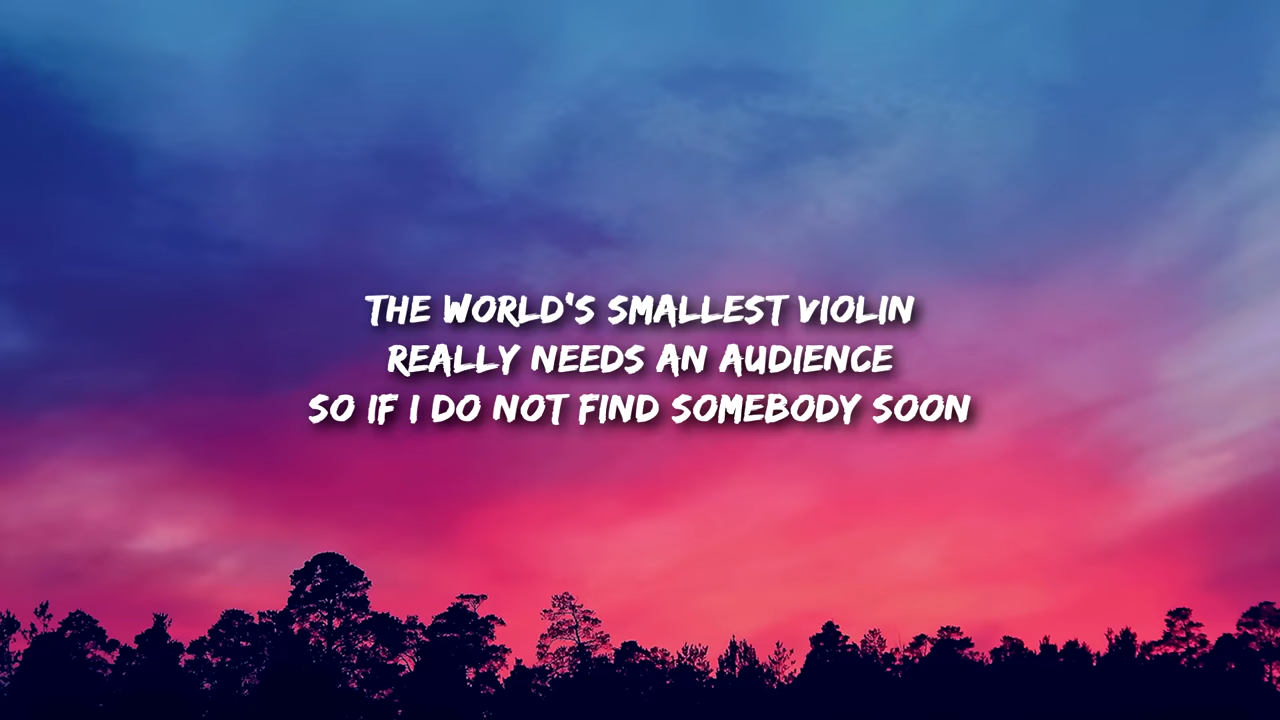 THE WORLD'S SMALLEST VIOLIN
REALLY NEEDS AN AUDIENCE
SO IF I DO NOT FIND SOMEBODY SOON